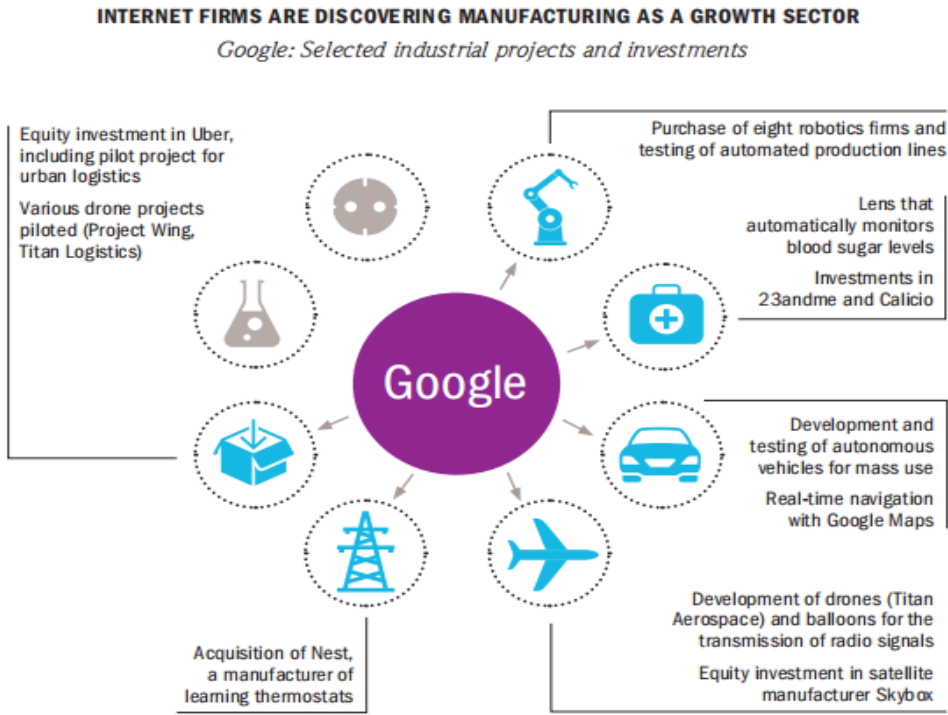 INTERNET FIRMS ARE DISCOVERING MANUFACTURING AS A GROWTH SECTOR
Google: Selected industrial projects and investments
Equity investment in Uber,
including pilot project for
urban logistics
Various drone projects
piloted (Project Wing,
Titan Logistics)
Purchase of eight robotics firms and
testing of automated production lines
Lens that
automatically monitors
blood sugar levels
Investments in
23andme and Calicio
Google
Development and
testing of autonomous
vehicles for mass use
Real-time navigation
with Google Maps
Development of drones (Titan
Aerospace) and balloons for the
transmission of radio signals
Equity investment in satellite
manufacturer Skybox
Acquisition of Nest,
a manufacturer of
learning thermostats